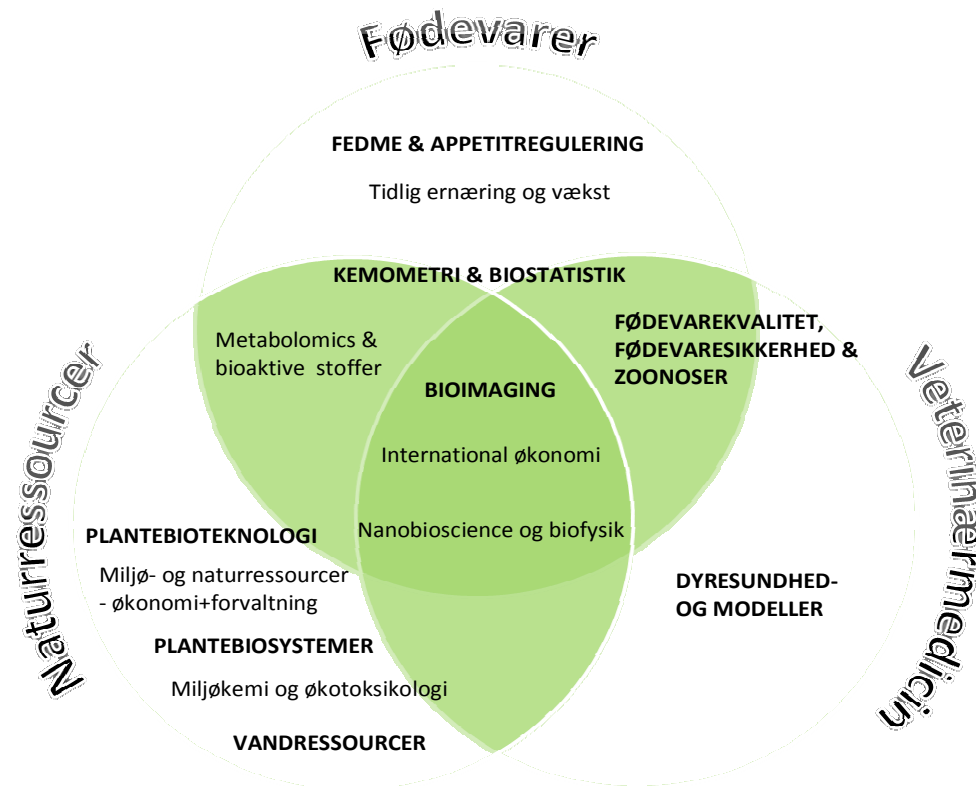 Fødevarer
FEDME & APPETITREGULERING
Tidlig ernæring og vækst
KEMOMETRI & BIOSTATISTIK
Metabolomics &
bioaktive stoffer
FØDEVAREKVALITET,
FØDEVARESIKKERHED &
ZOONOSER
BIOIMAGING
International økonomi
Nanobioscience og biofysik
Naturressourcer
Veterinærmedicin
PLANTEBIOTEKNOLOGI
Miljø- og naturressourcer
- økonomi+forvaltning
DYRESUNDHED-
OG MODELLER
PLANTEBIOSYSTEMER
Miljøkemi og økotoksikologi
VANDRESSOURCER